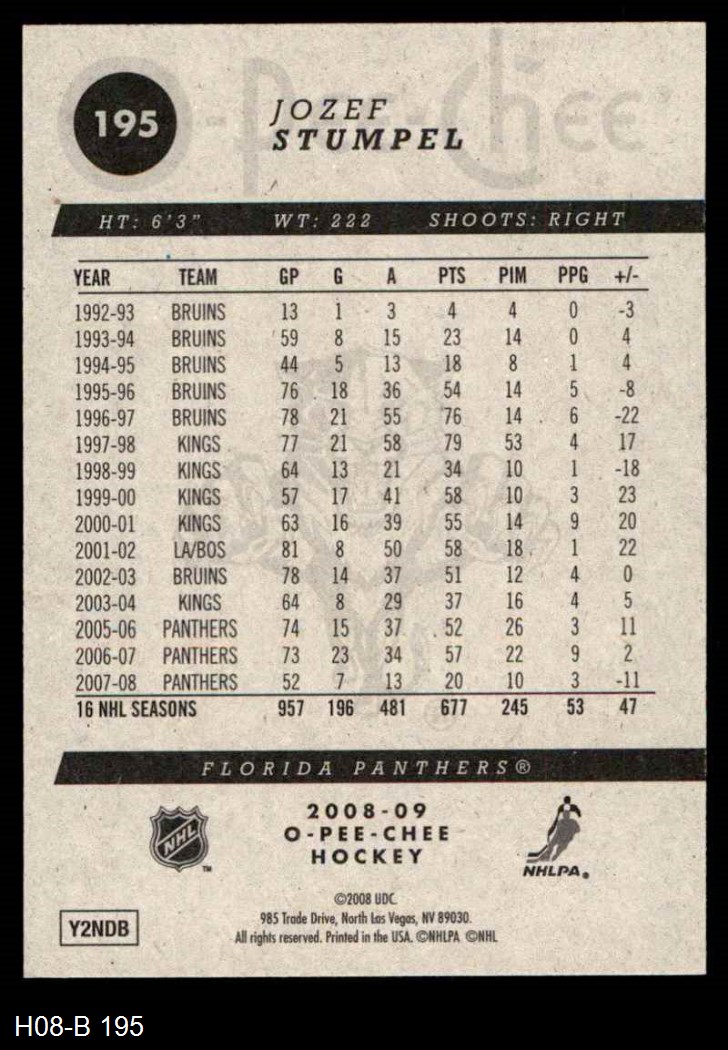 O-Pee-Chee
195
JOZEF
STUMPEL
HT: 6'3" WT: 222 SHOOTS: RIGHT
YEAR TEAM GP G A PTS PIM PPG +/-
1992-93 BRUINS 13 1 3 4 4 0 -3
1993-94 BRUINS 59 8 15 23 14 0 4
1994-95 BRUINS 44 5 13 18 8 1 4
1995-96 BRUINS 76 18 36 54 14 5 -8
1996-97 BRUINS 78 21 55 76 14 6 -22
1997-98 KINGS 77 21 58 79 53 4 17
1998-99 KINGS 64 13 21 34 10 1 -18
1999-00 KINGS 57 17 41 58 10 3 23
2000-01 KINGS 63 16 39 55 14 9 20
2001-02 LA/BOS 81 8 50 58 18 1 22
2002-03 BRUINS 78 14 37 51 12 4 0
2003-04 KINGS 64 8 29 37 16 4 5
2005-06 PANTHERS 74 15 37 52 26 3 11
2006-07 PANTHERS 73 23 34 57 22 9 2
2007-08 PANTHERS 52 7 13 20 10 3 -11
16 NHL SEASONS 957 196 481 677 245 53 47
FLORIDA PANTHERS®
NHL ™
2008-09
O-PEE-CHEE
HOCKEY
NHLPA®
©2008 UDC.
985 Trade Drive, North Las Vegas, NV 89030.
All rights reserved. Printed in the USA. ©NHLPA ©NHL
Y2NDB
H08-B 195